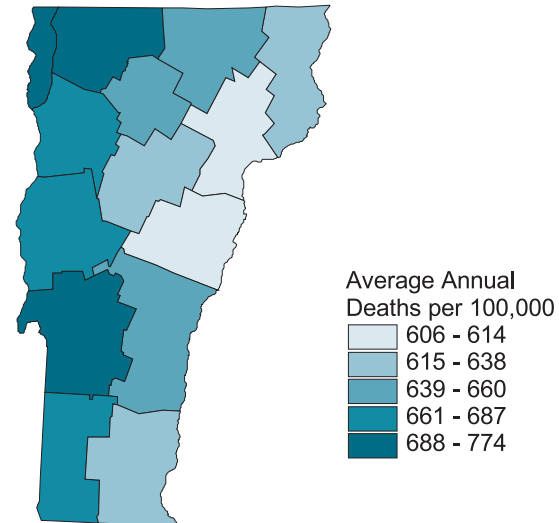 Average Annual
Deaths per 100,000
606 - 614
615 - 638
639 - 660
661 - 687
688 - 774